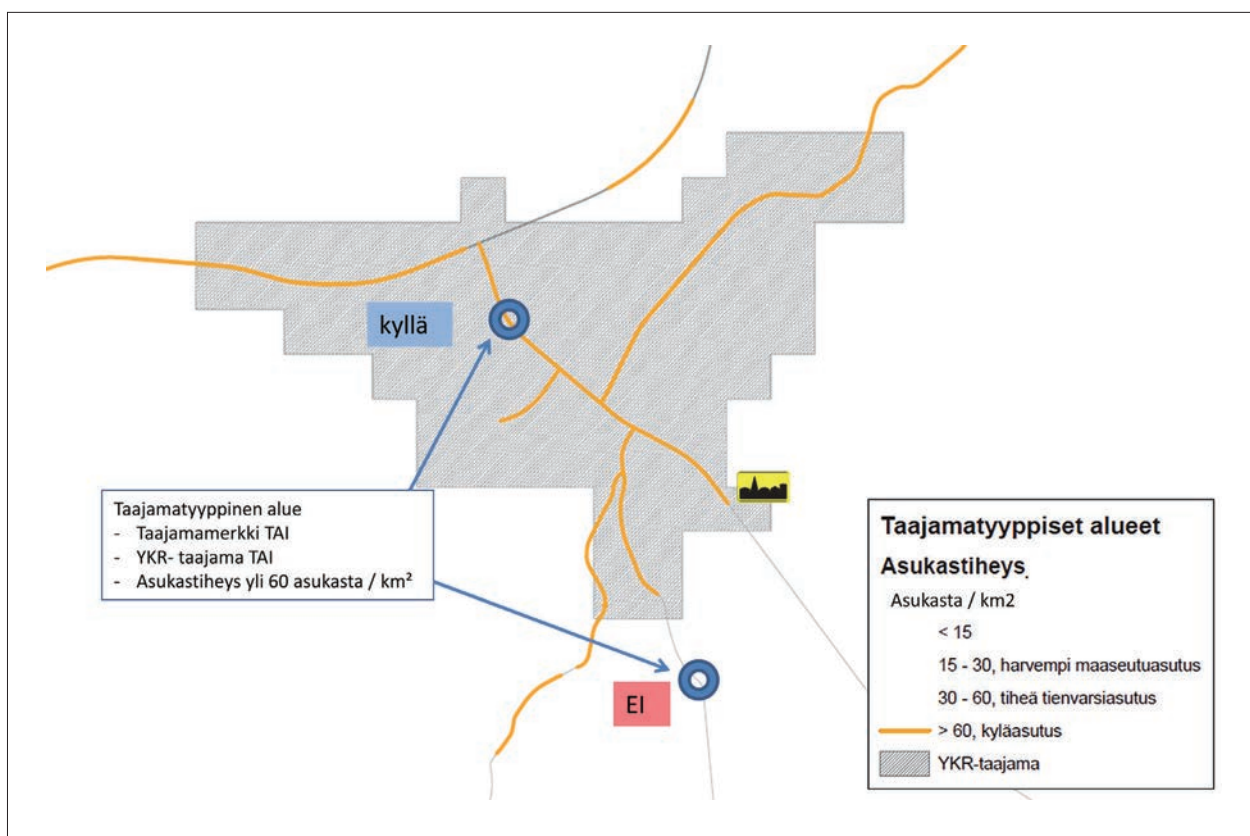 kyllä
Taajamatyyppinen alue
- Taajamamerkki TAI
- YKR- taajama TAI
- Asukastiheys yli 60 asukasta / km²
EI
Taajamatyyppiset alueet
Asukastiheys
Asukasta / km2
< 15
15 - 30, harvempi maaseutuasutus
30 - 60, tiheä tienvarsiasutus
> 60, kyläasutus
YKR-taajama